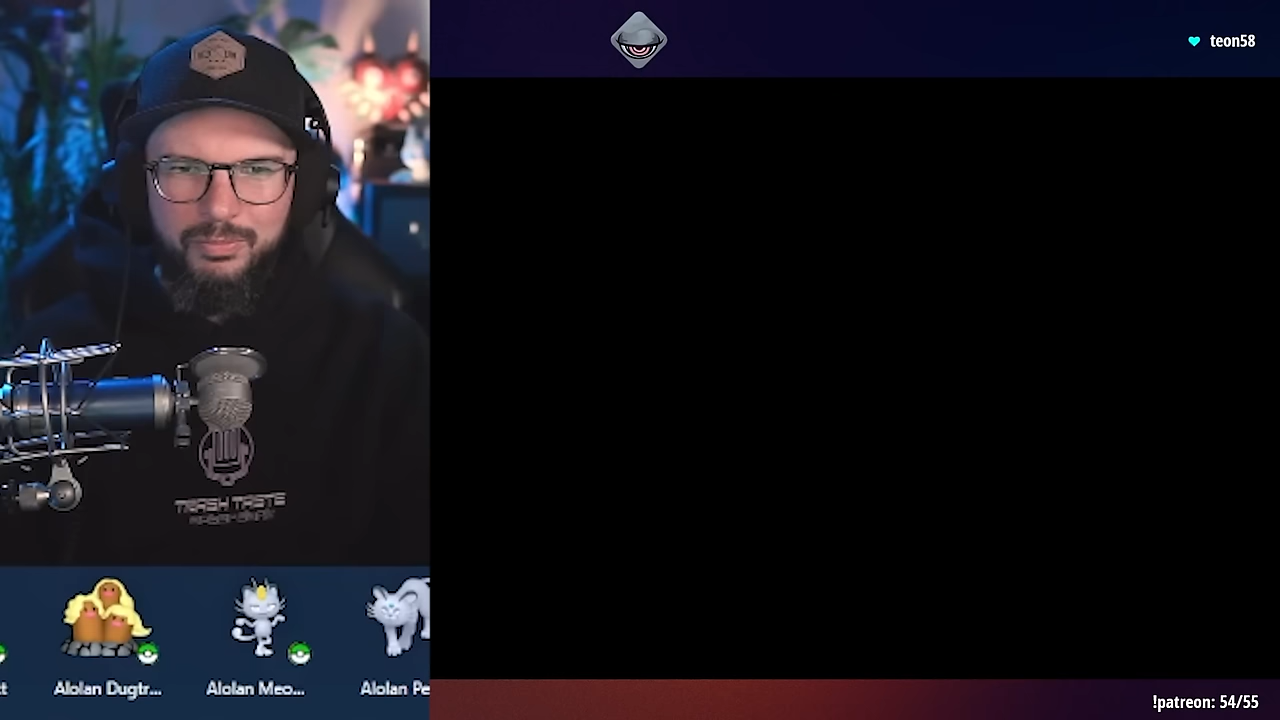 teon58
TRASH TASTE
t
Alolan Dugtr...
Alolan Meo...
Alolan Pe
!patreon: 54/55